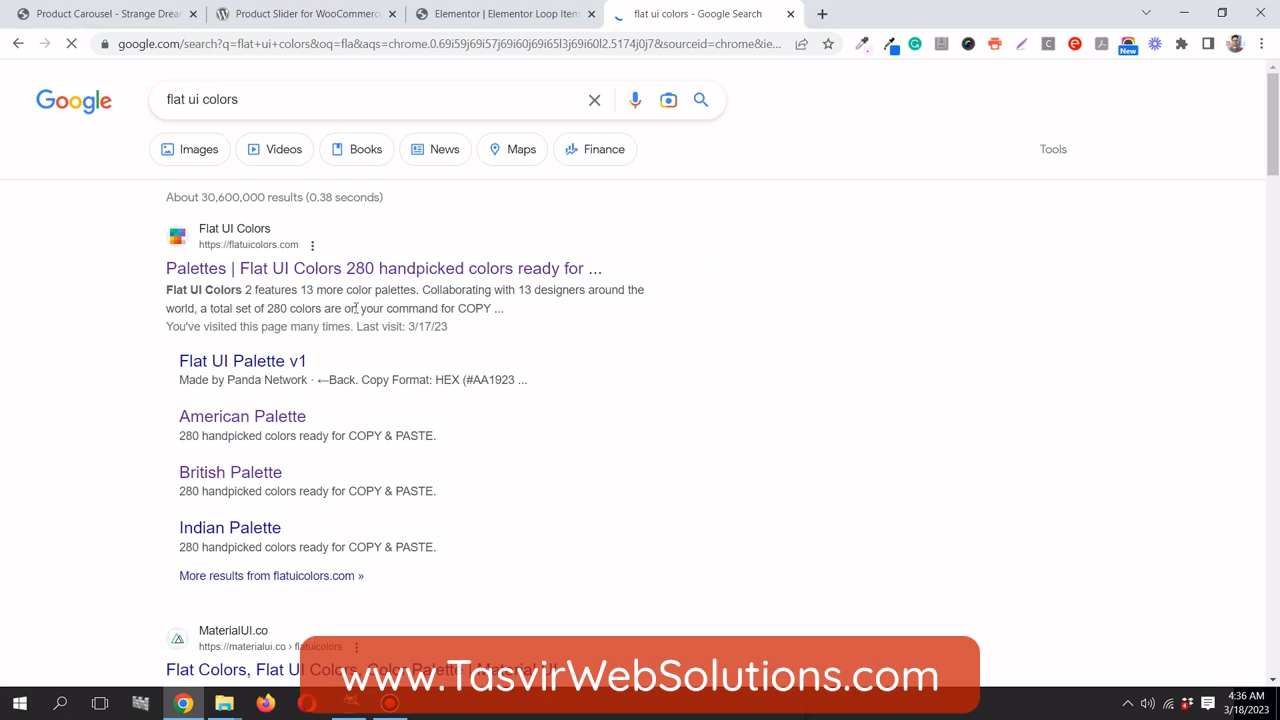 Product Carousel - Strange Drea
Product Slider for WooCommerc
Elementor | Elementor Loop Item
flat ui colors - Google Search
google.com/search?q=flat+ui+colors&oq=fla&aqs=chrome.0.69i59j69i57j69i60j69i65l3j69i60l2.5174j0j7&sourceid=chrome&ie...
New
Google
flat ui colors
Images
Videos
Books
News
Maps
Finance
Tools
About 30,600,000 results (0.38 seconds)
Flat UI Colors
https://flatuicolors.com
Palettes | Flat UI Colors 280 handpicked colors ready for ...
Flat UI Colors 2 features 13 more color palettes. Collaborating with 13 designers around the
world, a total set of 280 colors are on your command for COPY ...
You've visited this page many times. Last visit: 3/17/23
Flat UI Palette v1
Made by Panda Network · ←Back. Copy Format: HEX (#AA1923 ...
American Palette
280 handpicked colors ready for COPY & PASTE.
British Palette
280 handpicked colors ready for COPY & PASTE.
Indian Palette
280 handpicked colors ready for COPY & PASTE.
More results from flatuicolors.com »
MaterialUI.co
https://materialui.co › flatuicolors
Flat Colors, Flat UI Colors, Color Palette | Material UI
www.TasvirWebSolutions.com
4:36 AM
3/18/2023